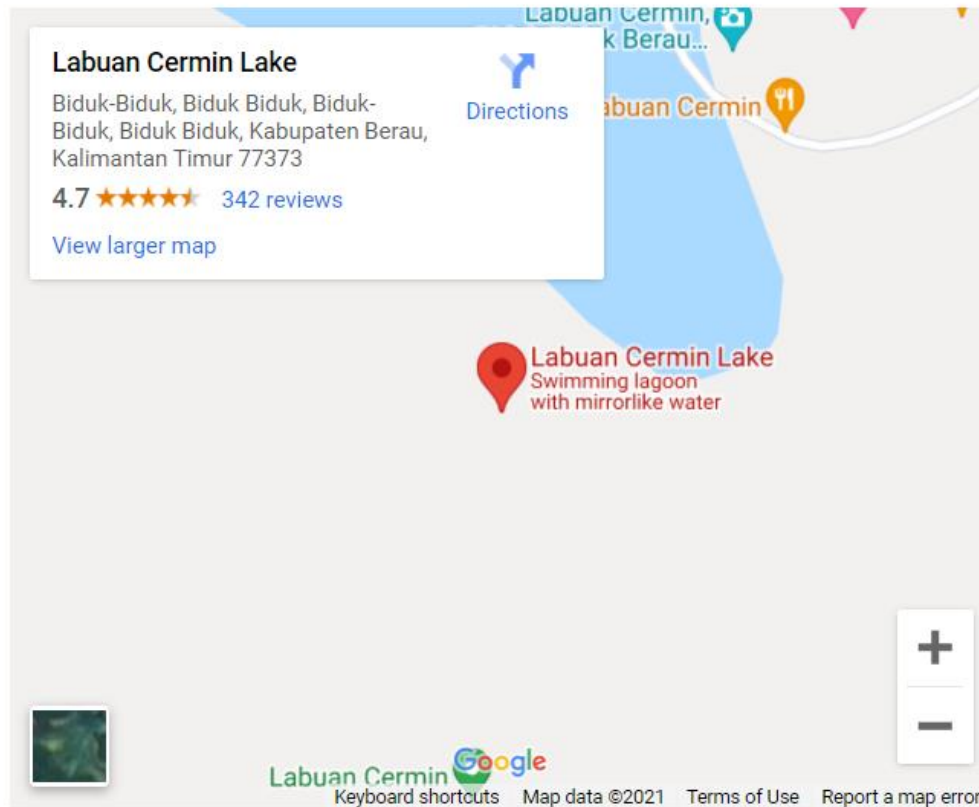 Labuan Cermin Lake
Biduk-Biduk, Biduk Biduk, Biduk-
Biduk, Biduk Biduk, Kabupaten Berau,
Kalimantan Timur 77373
4.7
342 reviews
View larger map
Directions
Labuan Cermin,
k Berau...
abuan Cermin
Labuan Cermin Lake
Swimming lagoon
with mirrorlike water
Labuan Cermin
Google
Keyboard shortcuts
Map data ©2021
Terms of Use
Report a map error